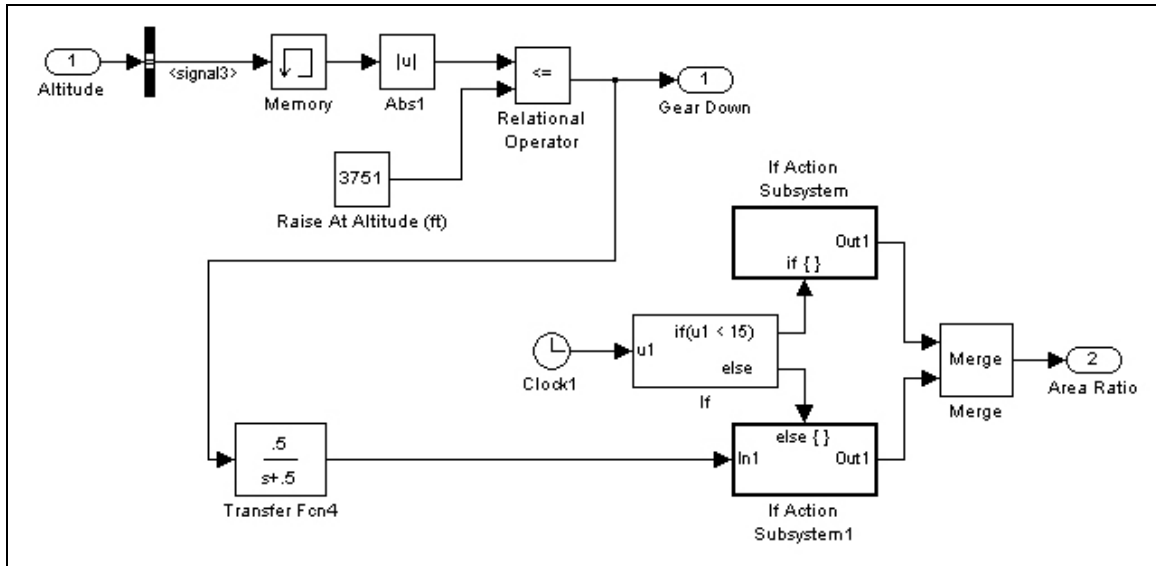 1
Altitude
<signal3>
Memory
|u|
Abs1
<=
Relational
Operator
1
Gear Down
3751
Raise At Altitude (ft)
If Action
Subsystem
Out1
if { }
Clock1
u1
if(u1 < 15)
else
If
Merge
Merge
2
Area Ratio
.5
s+.5
Transfer Fcn4
else { }
In1
Out1
If Action
Subsystem1